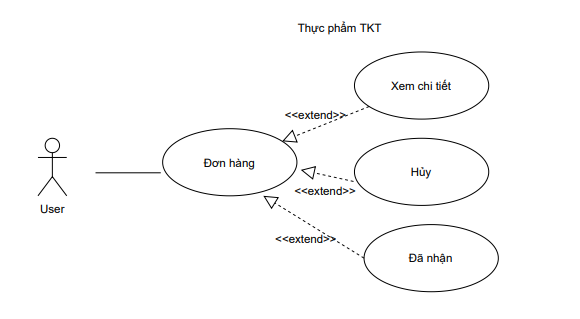 Thực phẩm TKT
Xem chi tiết
<<extend>>
Đơn hàng
Hủy
<<extend>>
User
<<extend>>
Đã nhận